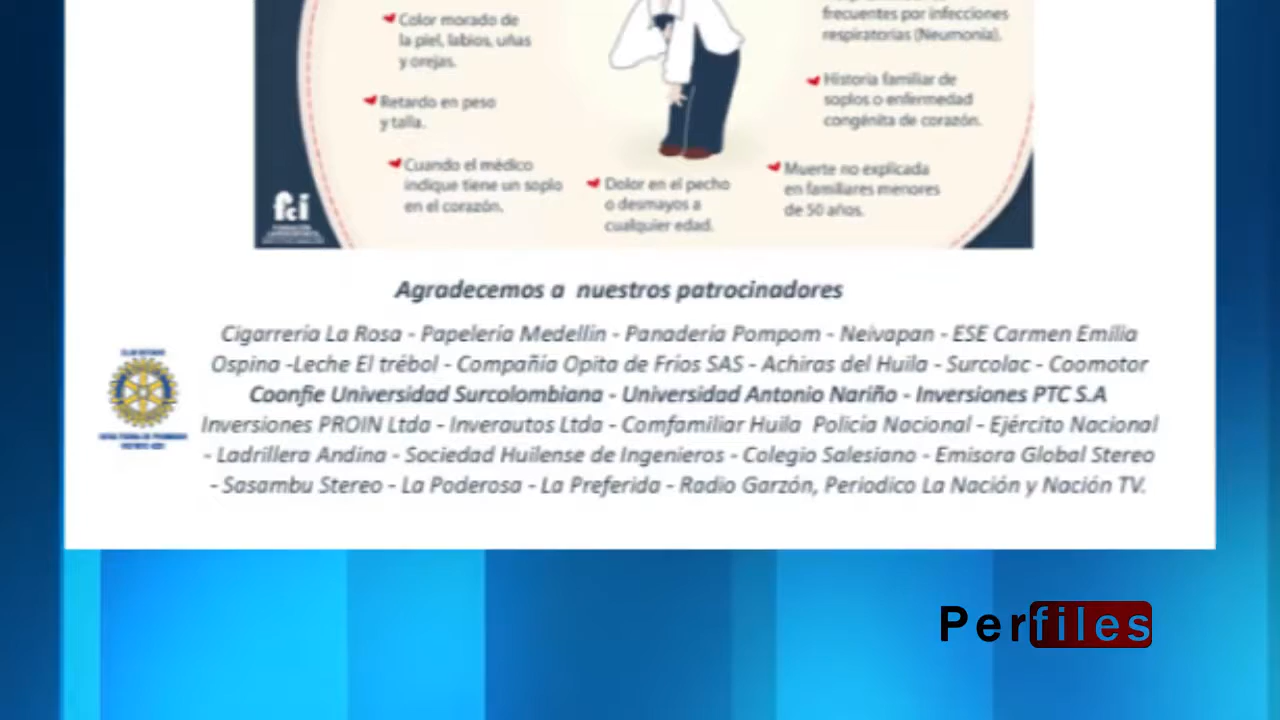 Color morado de
la piel, labios, uñas
y orejas.
Retardo en peso
y talla.
Cuando el médico
indique tiene un soplo
en el corazón.
Dolor en el pecho
o desmayos a
cualquier edad.
frecuentes por infecciones
respiratorias (Neumonía).
Historia familiar de
soplos o enfermedad
congénita de corazón.
Muerte no explicada
en familiares menores
de 50 años.
fci
Agradecemos a nuestros patrocinadores
Cigarrería La Rosa - Papelería Medellín - Panadería Pompom - Neivapan - ESE Carmen Emilia
Ospina -Leche El trébol - Compañía Opita de Fríos SAS - Achiras del Huila - Surcolac - Coomotor
Coonfie Universidad Surcolombiana - Universidad Antonio Nariño - Inversiones PTC S.A
Inversiones PROIN Ltda - Inverautos Ltda - Comfamiliar Huila Policía Nacional - Ejército Nacional
- Ladrillera Andina - Sociedad Huilense de Ingenieros - Colegio Salesiano - Emisora Global Stereo
- Sasambu Stereo - La Poderosa - La Preferida - Radio Garzón, Periodico La Nación y Nación TV.
Perfiles